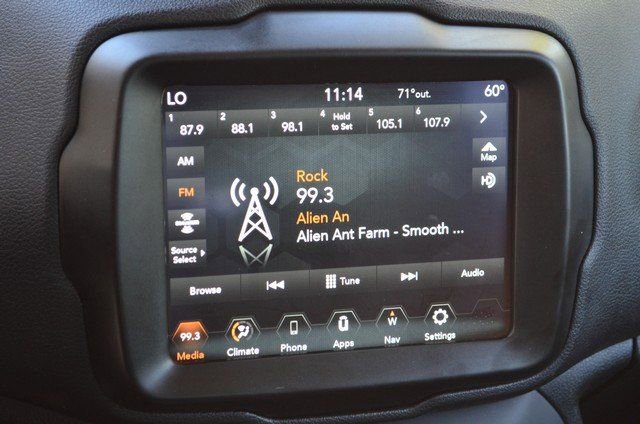 LO 11:14 71°out. 60°
1 2 3 4 5 6
87.9 88.1 98.1 Hold to Set 105.1 107.9
AM
Map
Rock
FM
99.3
Alien An
Alien Ant Farm - Smooth ...
Source
Select
Browse Tune Audio
99.3 W
Media Climate Phone Apps Nav Settings